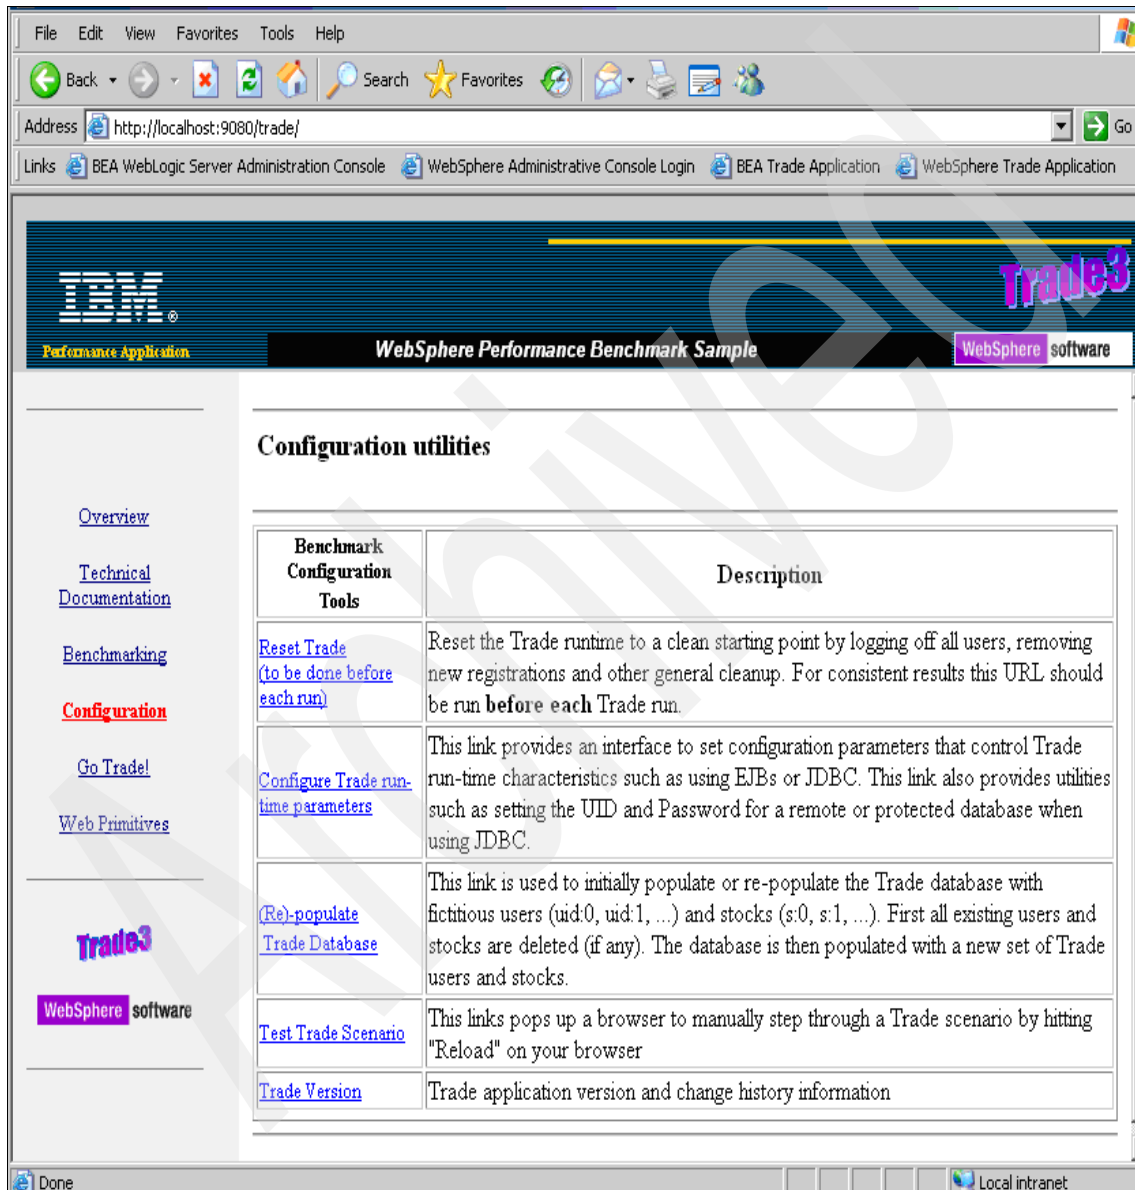 File Edit View Favorites Tools Help
Back Search Favorites
Address http://localhost:9080/trade/ Go
Links BEA WebLogic Server Administration Console WebSphere Administrative Console Login BEA Trade Application WebSphere Trade Application
Trade3
IBM®
Performance Application WebSphere Performance Benchmark Sample WebSphere software
Configuration utilities
Overview
Technical
Documentation
Benchmarking
Configuration
Go Trade!
Web Primitives
Trade3
WebSphere software
Benchmark
Configuration
Tools
Description
Reset Trade
(to be done before
each run)
Reset the Trade runtime to a clean starting point by logging off all users, removing
new registrations and other general cleanup. For consistent results this URL should
be run before each Trade run.
Configure Trade run-
time parameters
This link provides an interface to set configuration parameters that control Trade
run-time characteristics such as using EJBs or JDBC. This link also provides utilities
such as setting the UID and Password for a remote or protected database when
using JDBC.
(Re)-populate
Trade Database
This link is used to initially populate or re-populate the Trade database with
fictitious users (uid:0, uid:1, ...) and stocks (s:0, s:1, ...). First all existing users and
stocks are deleted (if any). The database is then populated with a new set of Trade
users and stocks.
Test Trade Scenario
This links pops up a browser to manually step through a Trade scenario by hitting
"Reload" on your browser
Trade Version
Trade application version and change history information
Done Local intranet
Archived